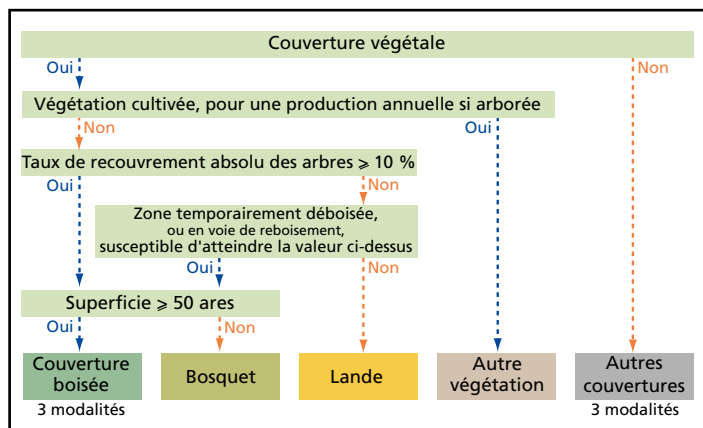 Couverture végétale
Oui
Non
Végétation cultivée, pour une production annuelle si arborée
Non
Oui
Taux de recouvrement absolu des arbres ⩾ 10 %
Oui
Non
Zone temporairement déboisée,
ou en voie de reboisement,
susceptible d'atteindre la valeur ci-dessus
Oui
Non
Superficie ⩾ 50 ares
Oui
Non
Couverture
boisée
Bosquet
Lande
Autre
végétation
Autres
couvertures
3 modalités
3 modalités